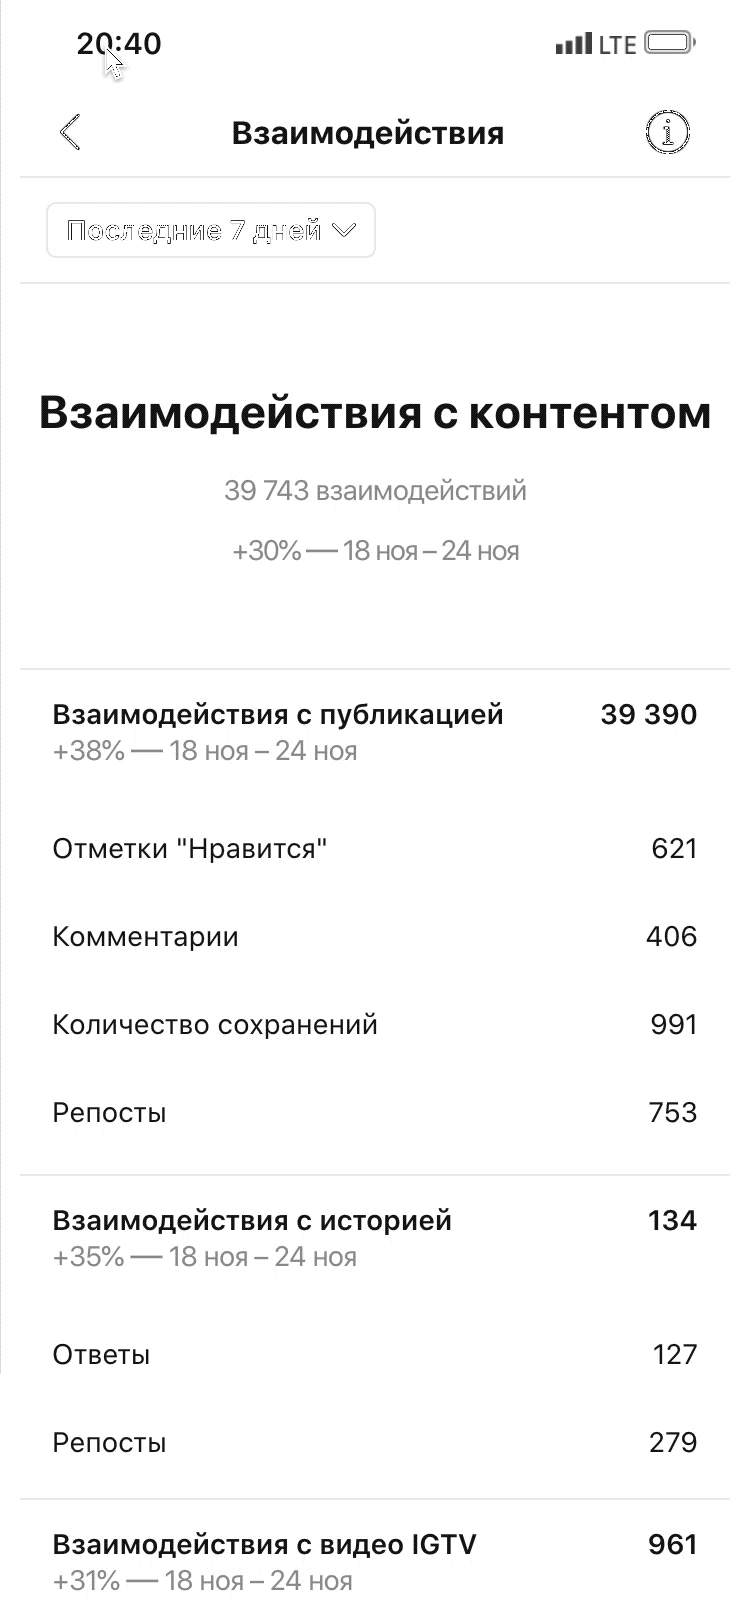 20:40
LTE
Взаимодействия
Последние 7 дней
Взаимодействия с контентом
39 743 взаимодействий
+30% — 18 ноя – 24 ноя
Взаимодействия с публикацией 39 390
+38% — 18 ноя – 24 ноя
Отметки "Нравится" 621
Комментарии 406
Количество сохранений 991
Репосты 753
Взаимодействия с историей 134
+35% — 18 ноя – 24 ноя
Ответы 127
Репосты 279
Взаимодействия с видео IGTV 961
+31% — 18 ноя – 24 ноя